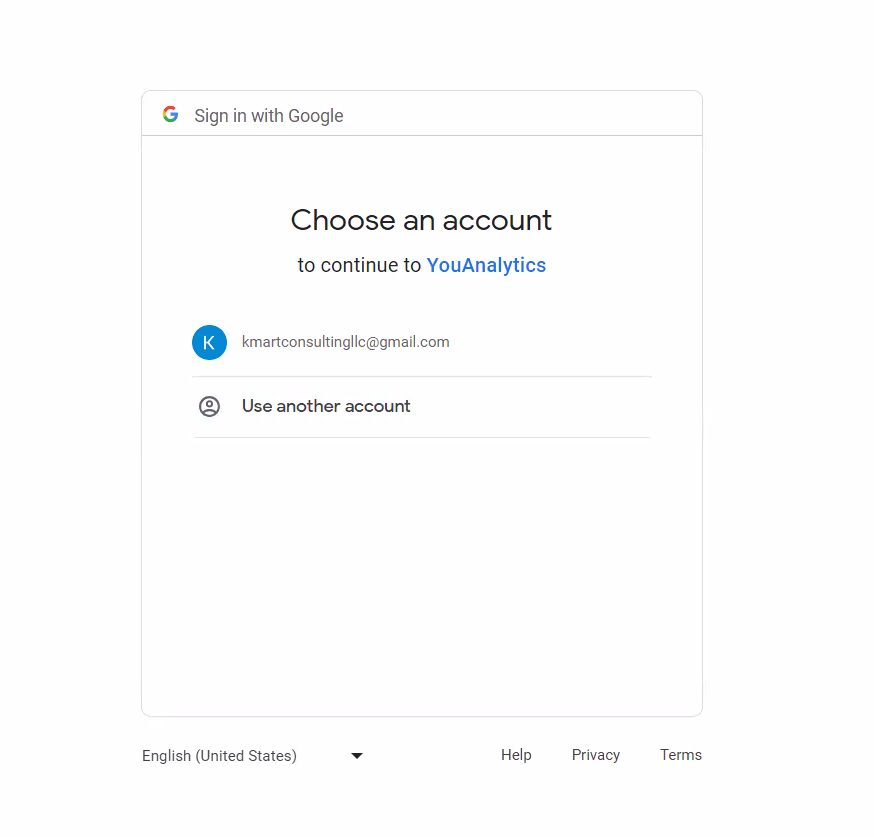 Sign in with Google
Choose an account
to continue to YouAnalytics
K
kmartconsultingllc@gmail.com
Use another account
English (United States)
Help Privacy Terms